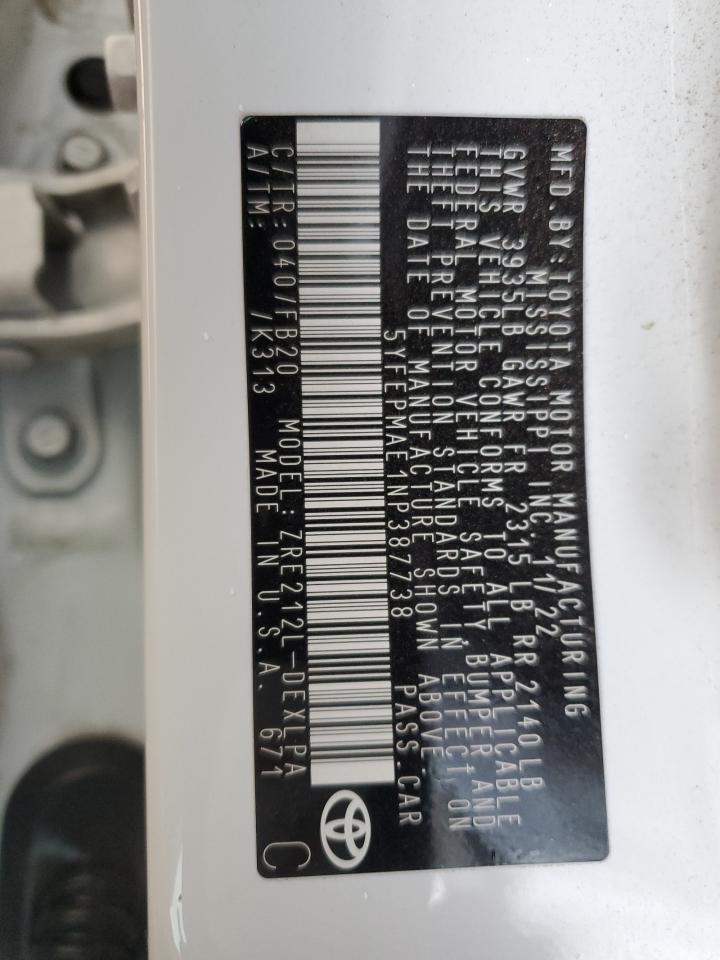 MFD.BY:TOYOTA MOTOR MANUFACTURING
MISSISSIPPI INC. 11/22
GVWR 3935LB GAWR FR 2315 LB RR 2140LB
THIS VEHICLE CONFORMS TO ALL APPLICABLE
FEDERAL MOTOR VEHICLE SAFETY, BUMPER, AND
THEFT PREVENTION STANDARDS IN EFFECT ON
THE DATE OF MANUFACTURE SHOWN ABOVE.
5YFEPMAE1NP387738 PASS.CAR
C/TR:040/FB20 MODEL:ZRE212L-DEXLPA
A/TM: /K313 MADE IN U.S.A. 671
C